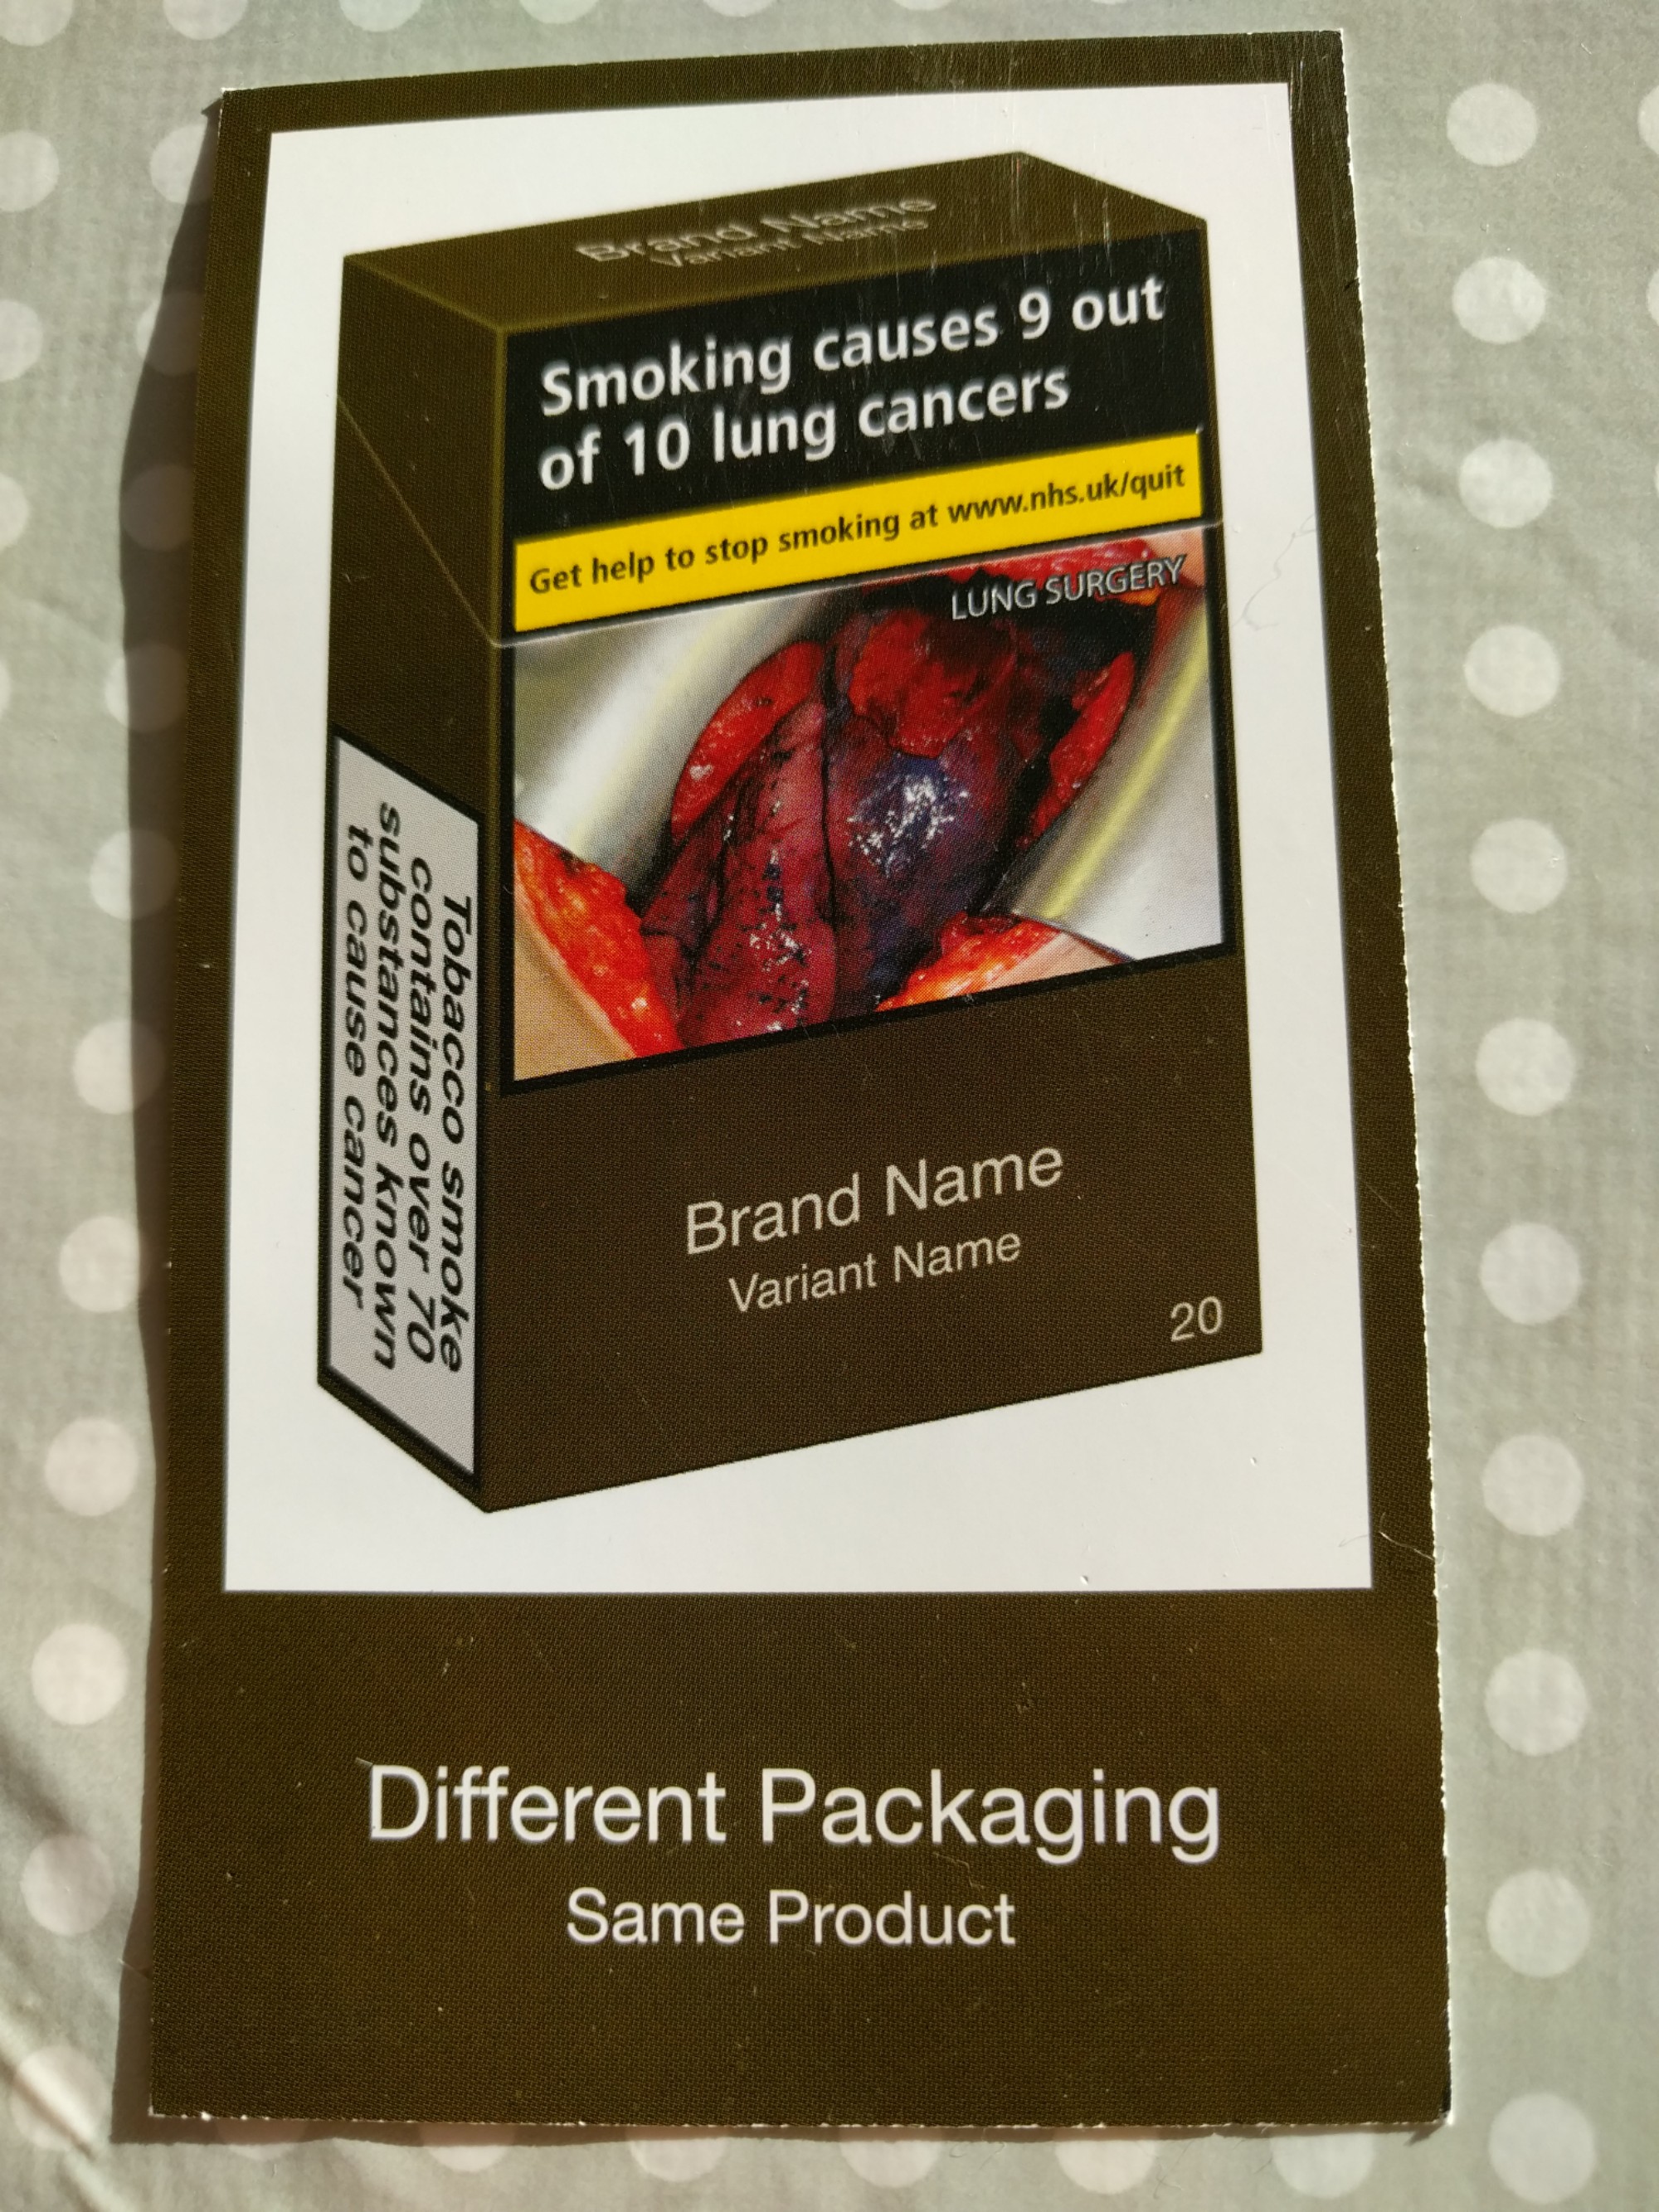 Brand Name
Variant Name
Smoking causes 9 out
of 10 lung cancers
Get help to stop smoking at www.nhs.uk/quit
LUNG SURGERY
Tobacco smoke
contains over 70
substances known
to cause cancer
Brand Name
Variant Name
20
Different Packaging
Same Product